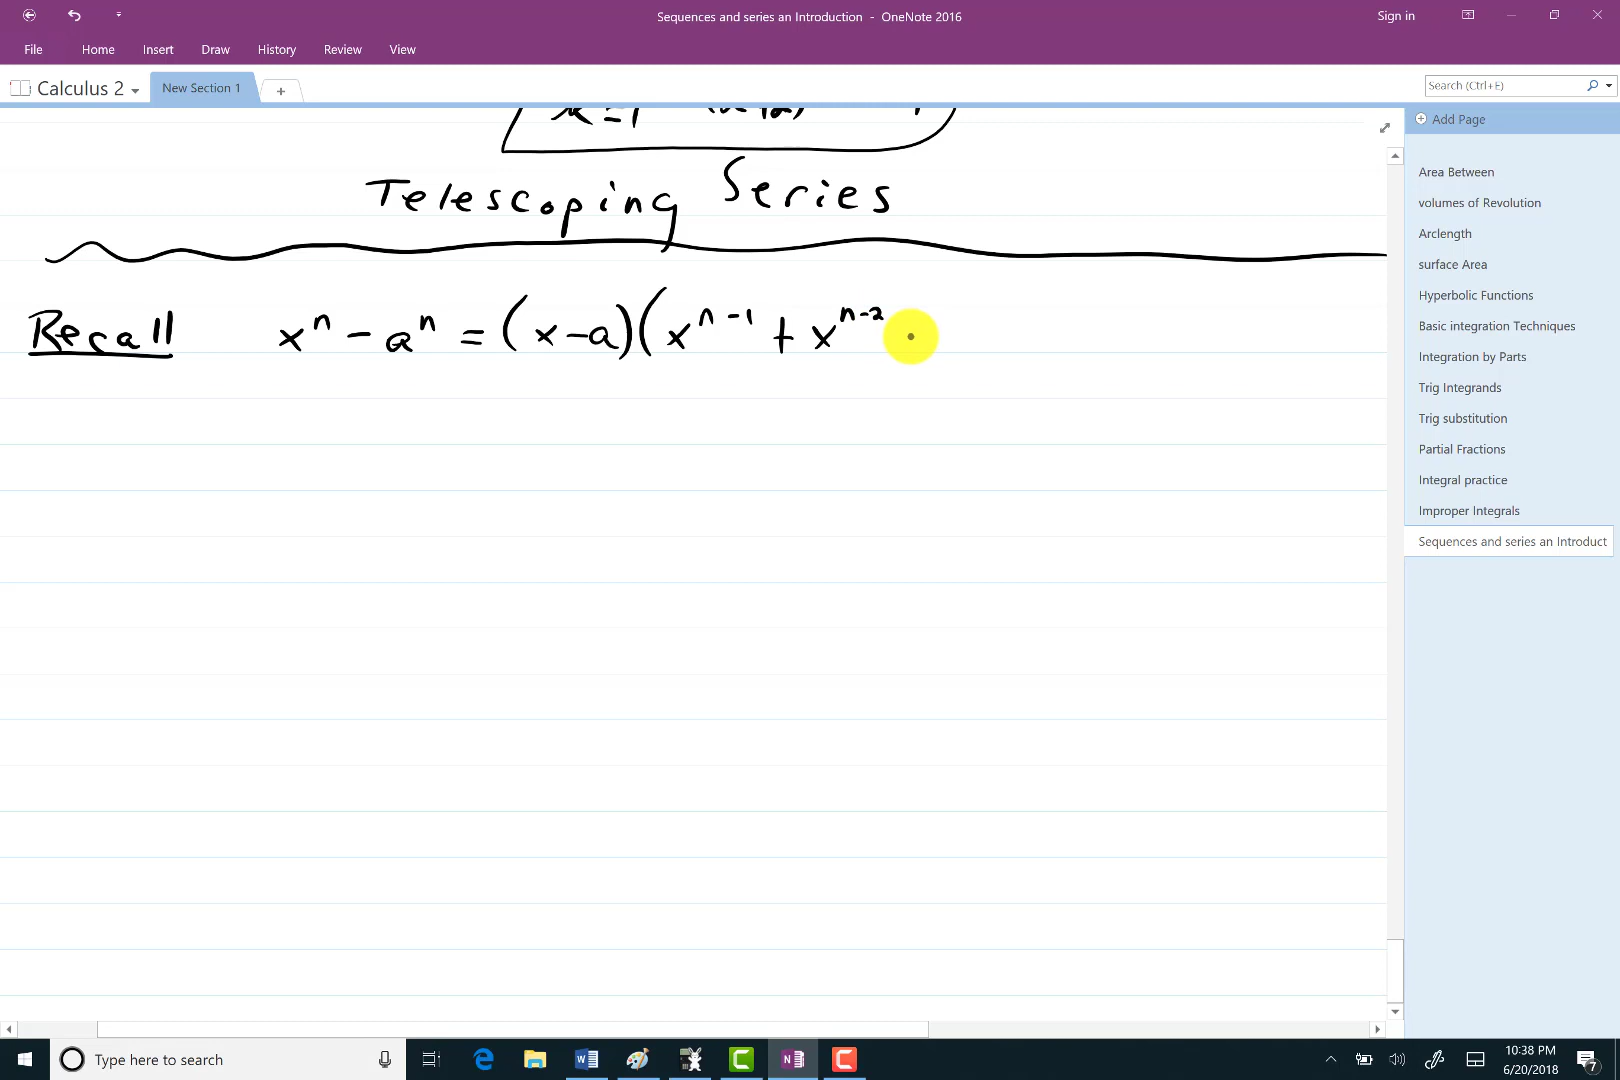 Sequences and series an Introduction - OneNote 2016
Sign in
File Home Insert Draw History Review View
Calculus 2
New Section 1
Search (Ctrl+E)
Telescoping Series
Recall xⁿ - aⁿ = (x-a)(xⁿ⁻¹ + xⁿ⁻²
Add Page
Area Between
volumes of Revolution
Arclength
surface Area
Hyperbolic Functions
Basic integration Techniques
Integration by Parts
Trig Integrands
Trig substitution
Partial Fractions
Integral practice
Improper Integrals
Sequences and series an Introduct
Type here to search
10:38 PM
6/20/2018
7